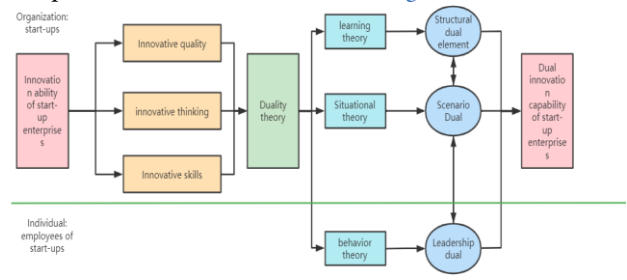 Organization:
start-ups
Innovatio
n ability of
start-up
enterprise
s
Innovative quality
innovative thinking
Innovative skills
Duality
theory
learning
theory
Situational
theory
behavior
theory
Structural
dual
element
Scenario
Dual
Leadership
dual
Dual
innovatio
n
capability
of start-
up
enterprise
s
Individual:
employees of
start-ups